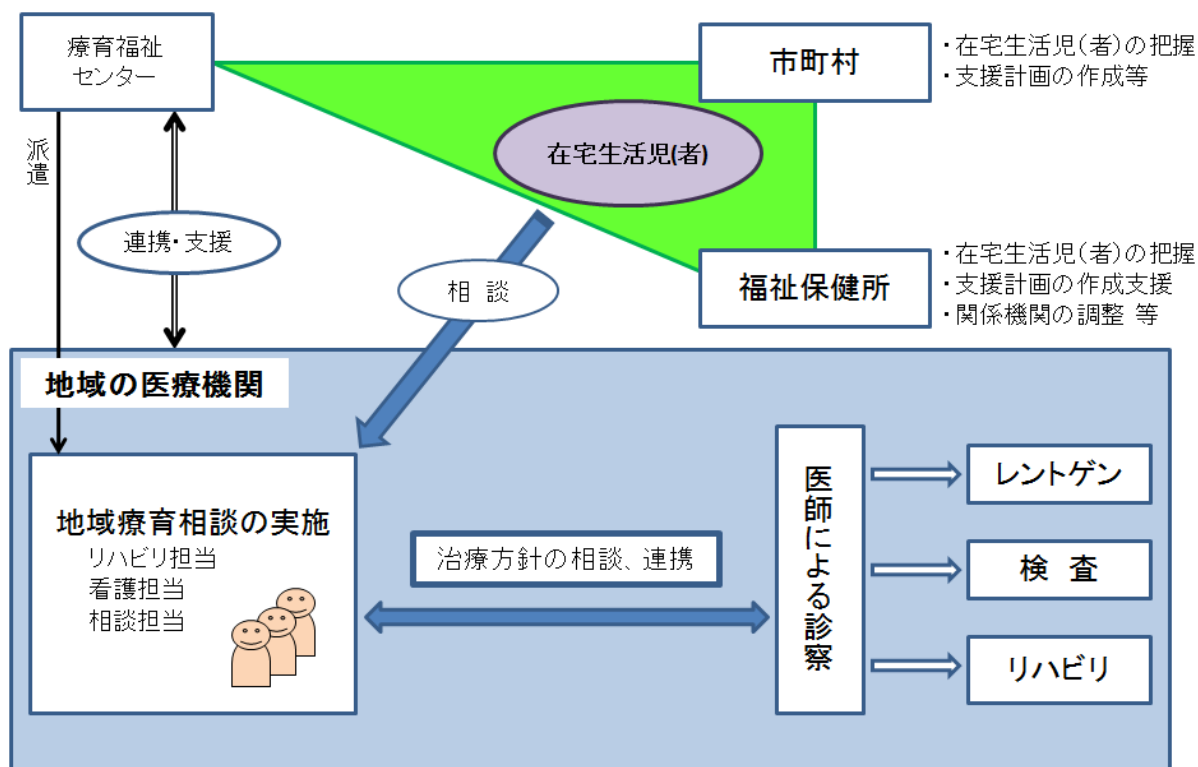 療育福祉
センター
市町村
・在宅生活児(者)の把握
・支援計画の作成等
派遣
在宅生活児(者)
連携・支援
相 談
福祉保健所
・在宅生活児(者)の把握
・支援計画の作成支援
・関係機関の調整 等
地域の医療機関
地域療育相談の実施
リハビリ担当
看護担当
相談担当
治療方針の相談、連携
医師による診察
レントゲン
検 査
リハビリ